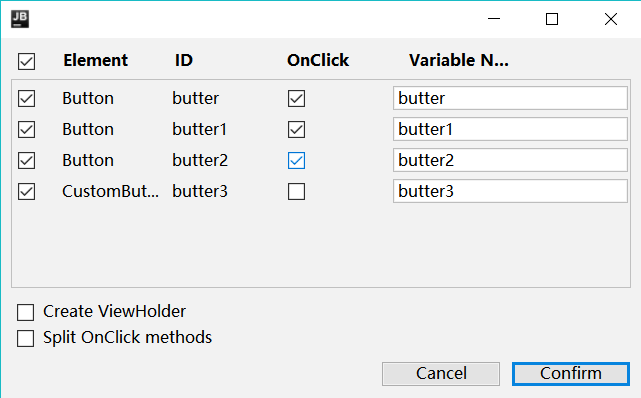 JB
Element ID OnClick Variable N...
Button butter butter
Button butter1 butter1
Button butter2 butter2
CustomBut... butter3 butter3
Create ViewHolder
Split OnClick methods
Cancel Confirm